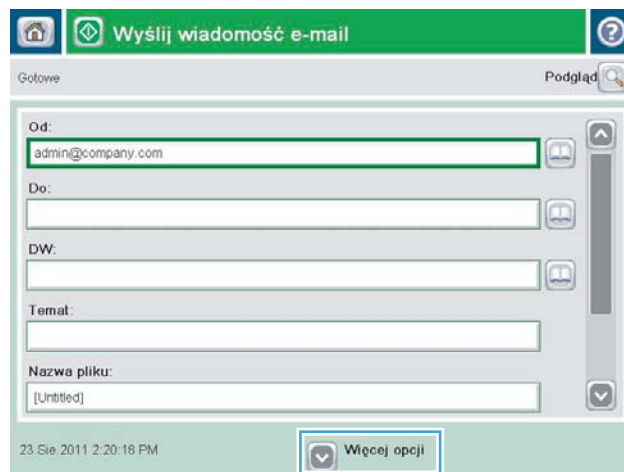 Wyślij wiadomość e-mail
?
Gotowe Podgląd
Od:
admin@company.com
Do:
DW:
Temat:
Nazwa pliku:
[Untitled]
23 Sie 2011 2:20:18 PM Więcej opcji